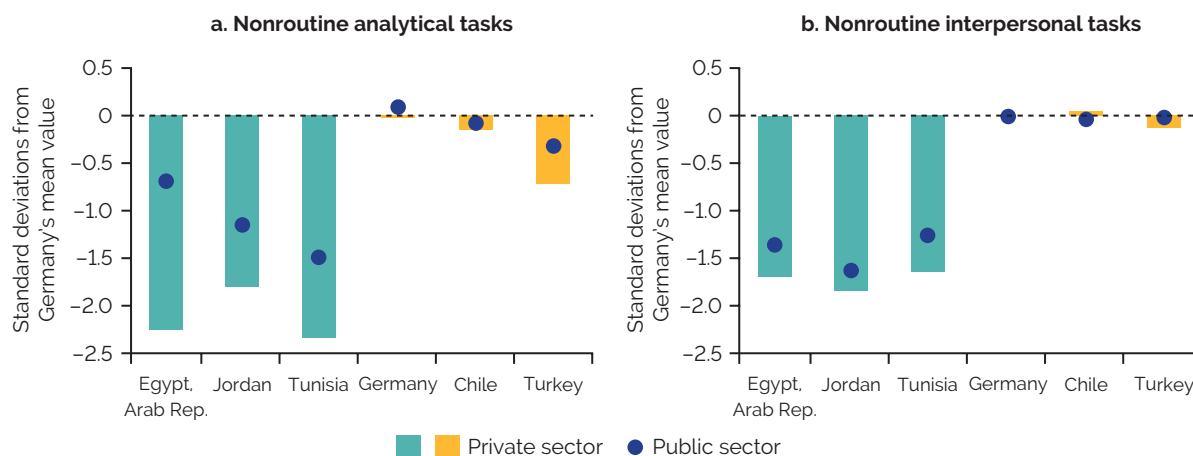 a. Nonroutine analytical tasks
Standard deviations from
Germany's mean value
0.5
0
–0.5
–1.0
–1.5
–2.0
–2.5
Egypt,
Arab Rep.
Jordan
Tunisia
Germany
Chile
Turkey
b. Nonroutine interpersonal tasks
Standard deviations from
Germany's mean value
0.5
0
–0.5
–1.0
–1.5
–2.0
–2.5
Egypt,
Arab Rep.
Jordan
Tunisia
Germany
Chile
Turkey
Private sector
Public sector